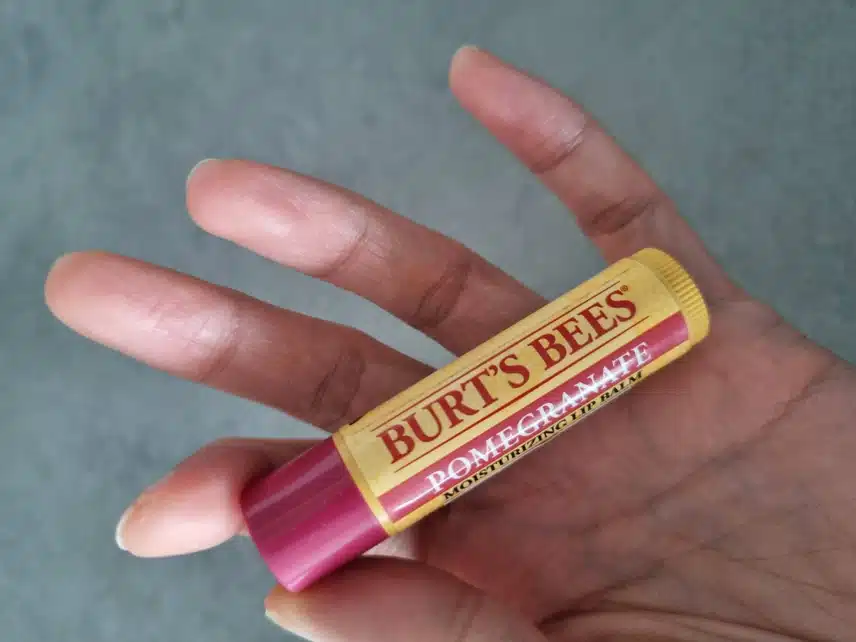 BURT'S BEES®
POMEGRANATE
MOISTURIZING LIP BALM